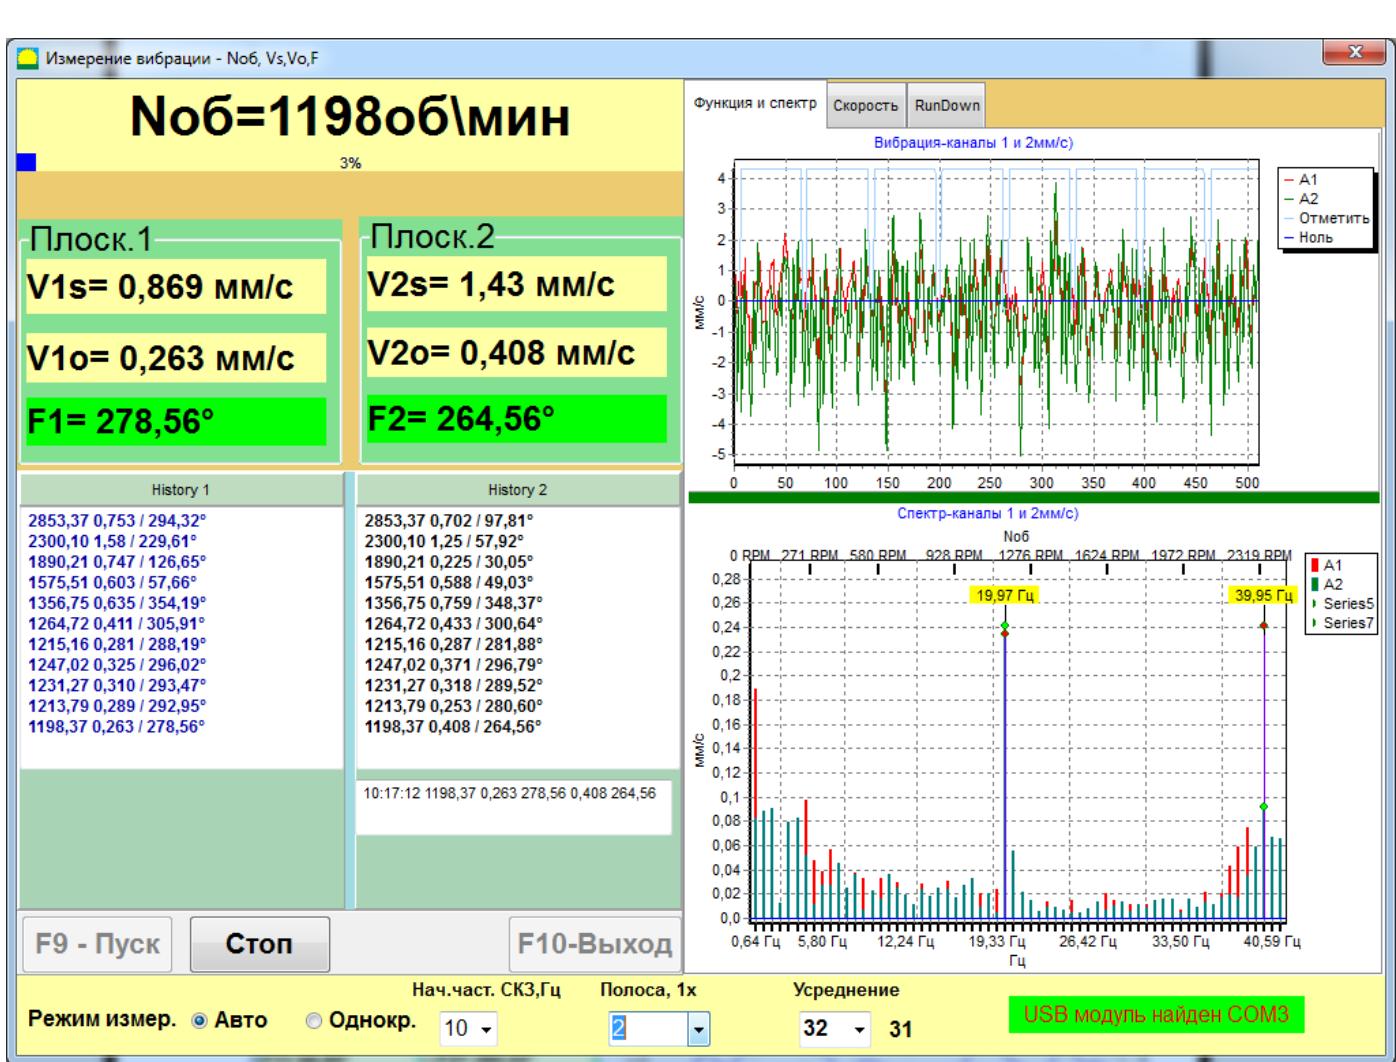 Измерение вибрации - Nоб, Vs,Vo,F
Nоб=1198об\мин
3%
Плоск.1
V1s= 0,869 мм/с
V1o= 0,263 мм/с
F1= 278,56°
Плоск.2
V2s= 1,43 мм/с
V2o= 0,408 мм/с
F2= 264,56°
History 1
2853,37 0,753 / 294,32°
2300,10 1,58 / 229,61°
1890,21 0,747 / 126,65°
1575,51 0,603 / 57,66°
1356,75 0,635 / 354,19°
1264,72 0,411 / 305,91°
1215,16 0,281 / 288,19°
1247,02 0,325 / 296,02°
1231,27 0,310 / 293,47°
1213,79 0,289 / 292,95°
1198,37 0,263 / 278,56°
History 2
2853,37 0,702 / 97,81°
2300,10 1,25 / 57,92°
1890,21 0,225 / 30,05°
1575,51 0,588 / 49,03°
1356,75 0,759 / 348,37°
1264,72 0,433 / 300,64°
1215,16 0,287 / 281,88°
1247,02 0,371 / 296,79°
1231,27 0,318 / 289,52°
1213,79 0,253 / 280,60°
1198,37 0,408 / 264,56°
10:17:12 1198,37 0,263 278,56 0,408 264,56
F9 - Пуск
Стоп
F10-Выход
Функция и спектр
Скорость
RunDown
Вибрация-каналы 1 и 2мм/с)
4
3
2
1
0
-1
-2
-3
-4
-5
мм/с
0 50 100 150 200 250 300 350 400 450 500
A1
A2
Отметить
Ноль
Спектр-каналы 1 и 2мм/с)
Nоб
0 RPM 271 RPM 580 RPM 928 RPM 1276 RPM 1624 RPM 1972 RPM 2319 RPM
19,97 Гц
39,95 Гц
0,28
0,26
0,24
0,22
0,2
0,18
0,16
0,14
0,12
0,1
0,08
0,06
0,04
0,02
0,0
мм/с
0,64 Гц 5,80 Гц 12,24 Гц 19,33 Гц 26,42 Гц 33,50 Гц 40,59 Гц
Гц
A1
A2
Series5
Series7
Режим измер.
Авто
Однокр.
Нач.част. СКЗ,Гц
10
Полоса, 1x
2
Усреднение
32
31
USB модуль найден COM3